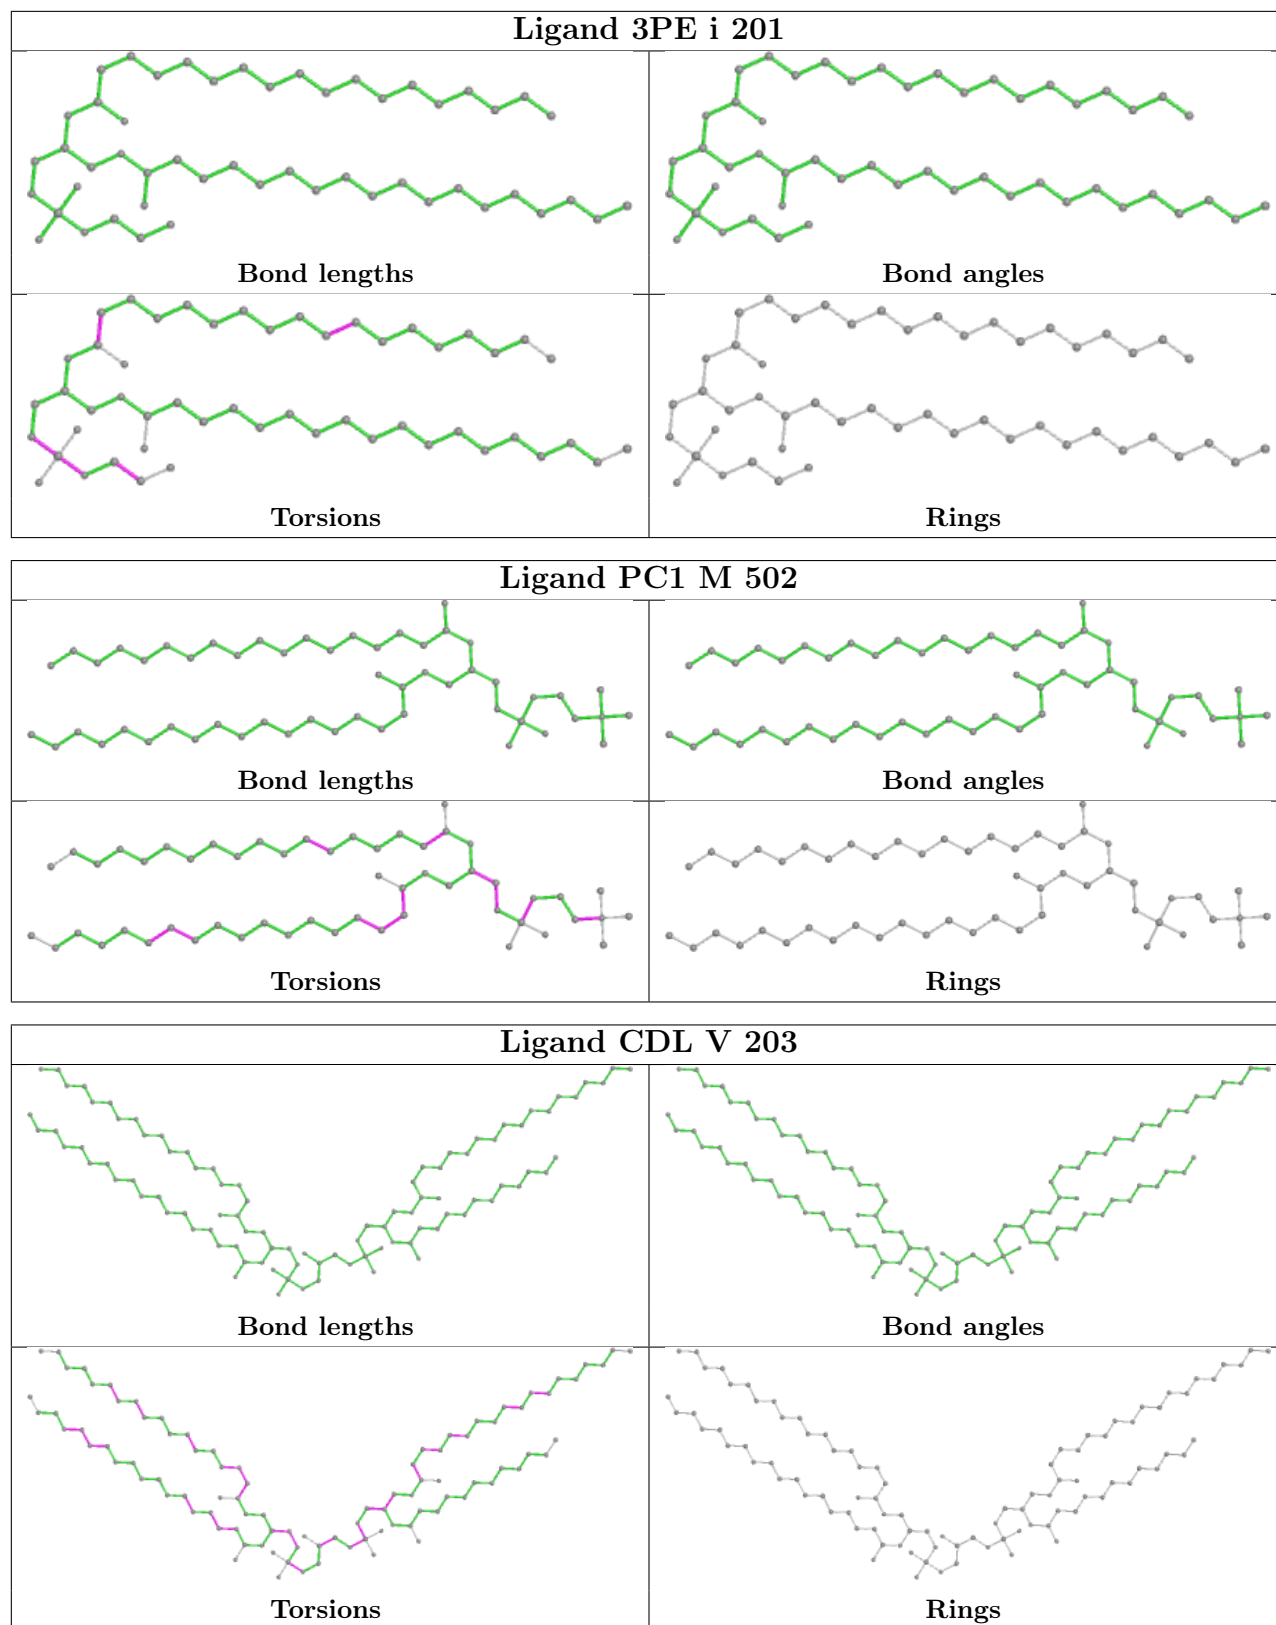 Ligand 3PE i 201
Bond lengths
Bond angles
Torsions
Rings
Ligand PC1 M 502
Bond lengths
Bond angles
Torsions
Rings
Ligand CDL V 203
Bond lengths
Bond angles
Torsions
Rings